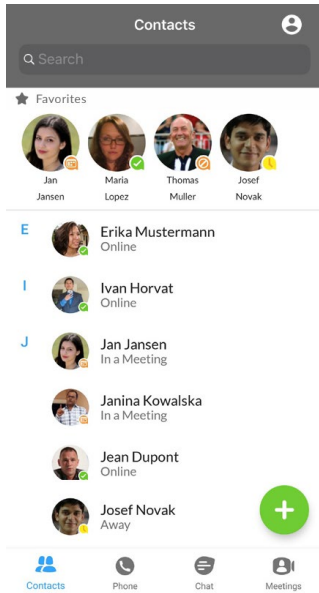 Contacts
Search
Favorites
Jan Maria Thomas Josef
Jansen Lopez Muller Novak
E
Erika Mustermann
Online
I
Ivan Horvat
Online
J
Jan Jansen
In a Meeting
Janina Kowalska
In a Meeting
Jean Dupont
Online
Josef Novak
Away
Contacts Phone Chat Meetings